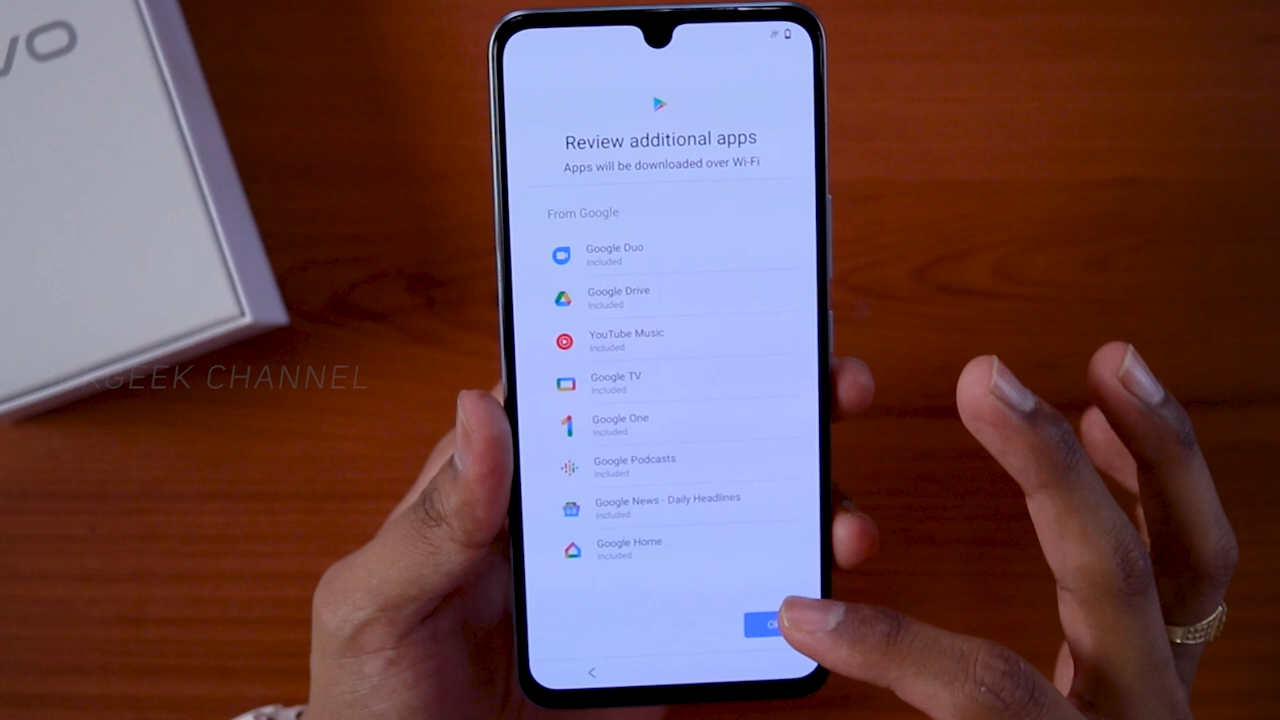 vo
Review additional apps
Apps will be downloaded over Wi-Fi
From Google
Google Duo
Included
Google Drive
Included
YouTube Music
Included
Google TV
Included
Google One
Included
Google Podcasts
Included
Google News - Daily Headlines
Included
Google Home
Included
GEEK CHANNEL